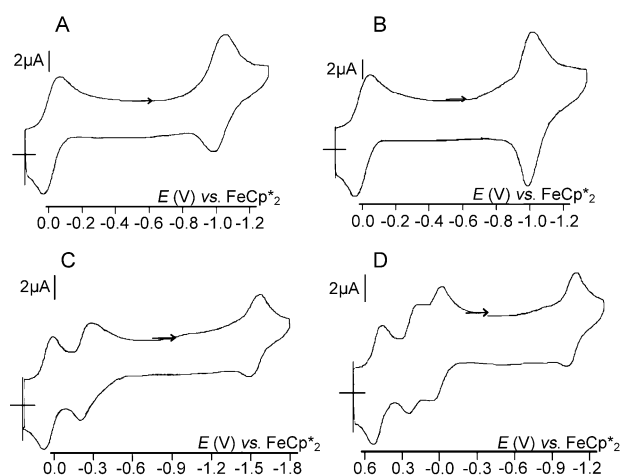 A
2μA
E (V) vs. FeCp*2
0.0 -0.2 -0.4 -0.6 -0.8 -1.0 -1.2
B
2μA
E (V) vs. FeCp*2
0.0 -0.2 -0.4 -0.6 -0.8 -1.0 -1.2
C
2μA
E (V) vs. FeCp*2
0.0 -0.3 -0.6 -0.9 -1.2 -1.5 -1.8
D
2μA
E (V) vs. FeCp*2
0.6 0.3 0.0 -0.3 -0.6 -0.9 -1.2